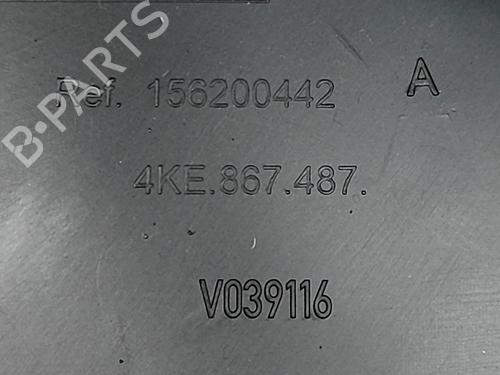 B-PARTS
Ref. 156200442 A
4KE.867.487.
V039116